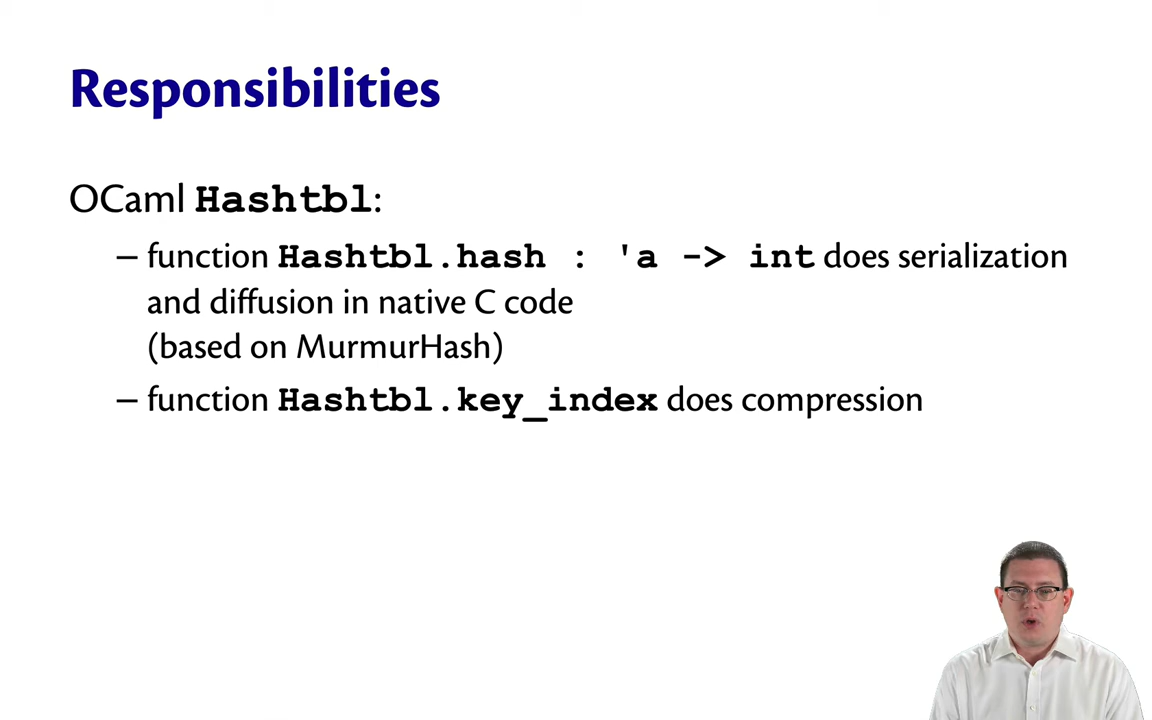 Responsibilities
OCaml Hashtbl:
– function Hashtbl.hash : 'a -> int does serialization
and diffusion in native C code
(based on MurmurHash)
– function Hashtbl.key_index does compression